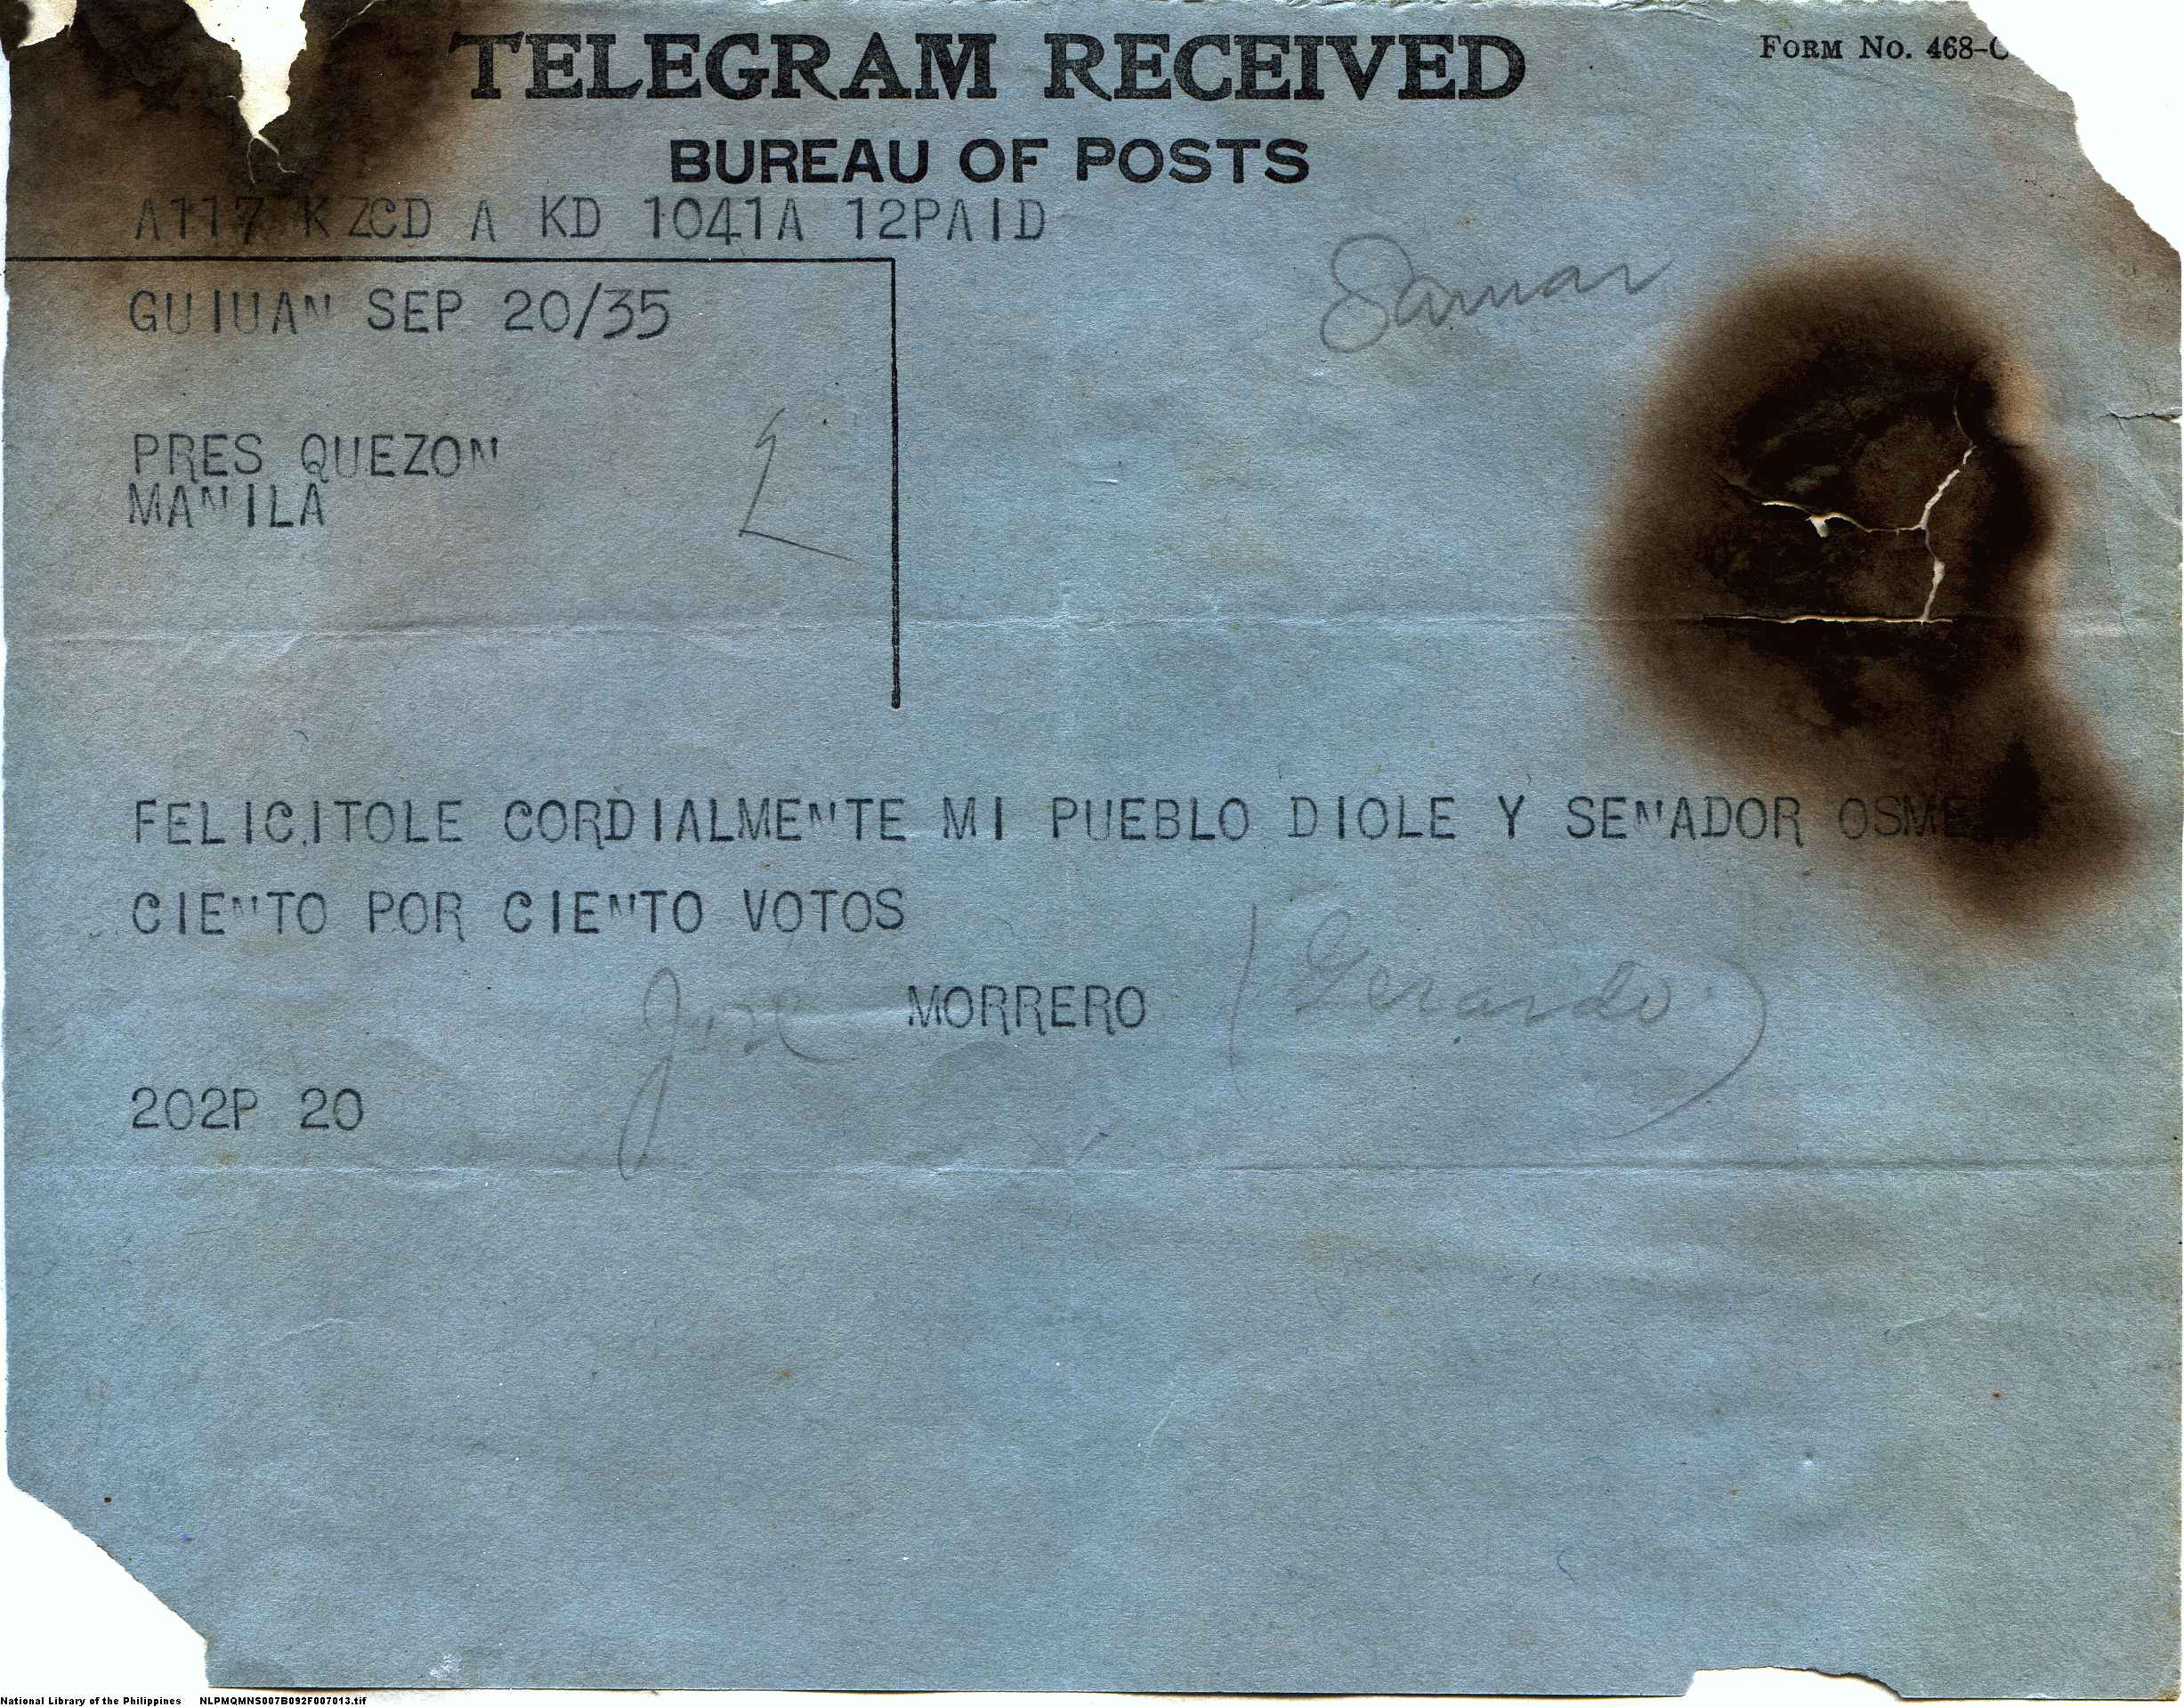 TELEGRAM RECEIVED
FORM NO. 468-C
BUREAU OF POSTS
A117 KZCD A KD 1041A 12PAID
Samar
GUIUAN SEP 20/35
PRES QUEZON
MANILA
FELICITOLE CORDIALMENTE MI PUEBLO DIOLE Y SENADOR OSME
CIENTO POR CIENTO VOTOS
Jose MORRERO (Gerardo)
202P 20
National Library of the Philippines NLPMQMNS007B092F007013.tif